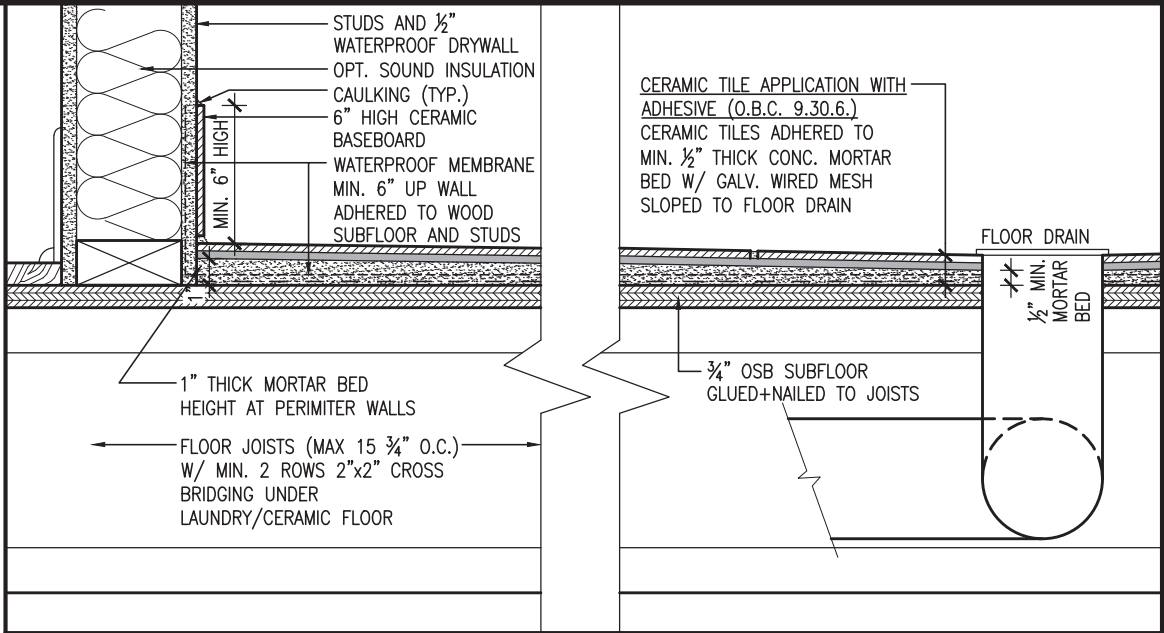 STUDS AND ½"
WATERPROOF DRYWALL
OPT. SOUND INSULATION
CAULKING (TYP.)
6" HIGH CERAMIC
BASEBOARD
WATERPROOF MEMBRANE
MIN. 6" UP WALL
ADHERED TO WOOD
SUBFLOOR AND STUDS
MIN. 6" HIGH
1"
CERAMIC TILE APPLICATION WITH
ADHESIVE (O.B.C. 9.30.6.)
CERAMIC TILES ADHERED TO
MIN. ½" THICK CONC. MORTAR
BED W/ GALV. WIRED MESH
SLOPED TO FLOOR DRAIN
FLOOR DRAIN
½" MIN.
MORTAR
BED
1" THICK MORTAR BED
HEIGHT AT PERIMITER WALLS
¾" OSB SUBFLOOR
GLUED+NAILED TO JOISTS
FLOOR JOISTS (MAX 15 ¾" O.C.)
W/ MIN. 2 ROWS 2"x2" CROSS
BRIDGING UNDER
LAUNDRY/CERAMIC FLOOR